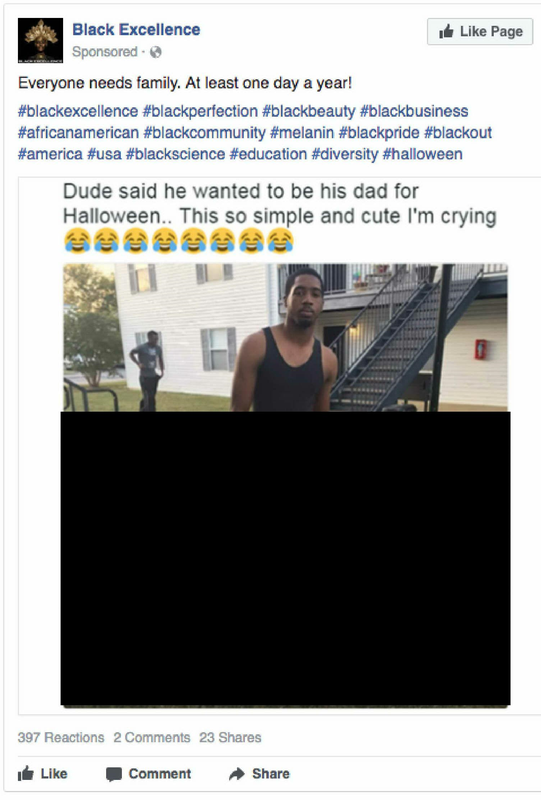 Black Excellence
Like Page
Sponsored ·
Everyone needs family. At least one day a year!
#blackexcellence #blackperfection #blackbeauty #blackbusiness
#africanamerican #blackcommunity #melanin #blackpride #blackout
#america #usa #blackscience #education #diversity #halloween
Dude said he wanted to be his dad for
Halloween.. This so simple and cute I'm crying
😂😂😂😂😂😂😂😂
397 Reactions 2 Comments 23 Shares
Like Comment Share